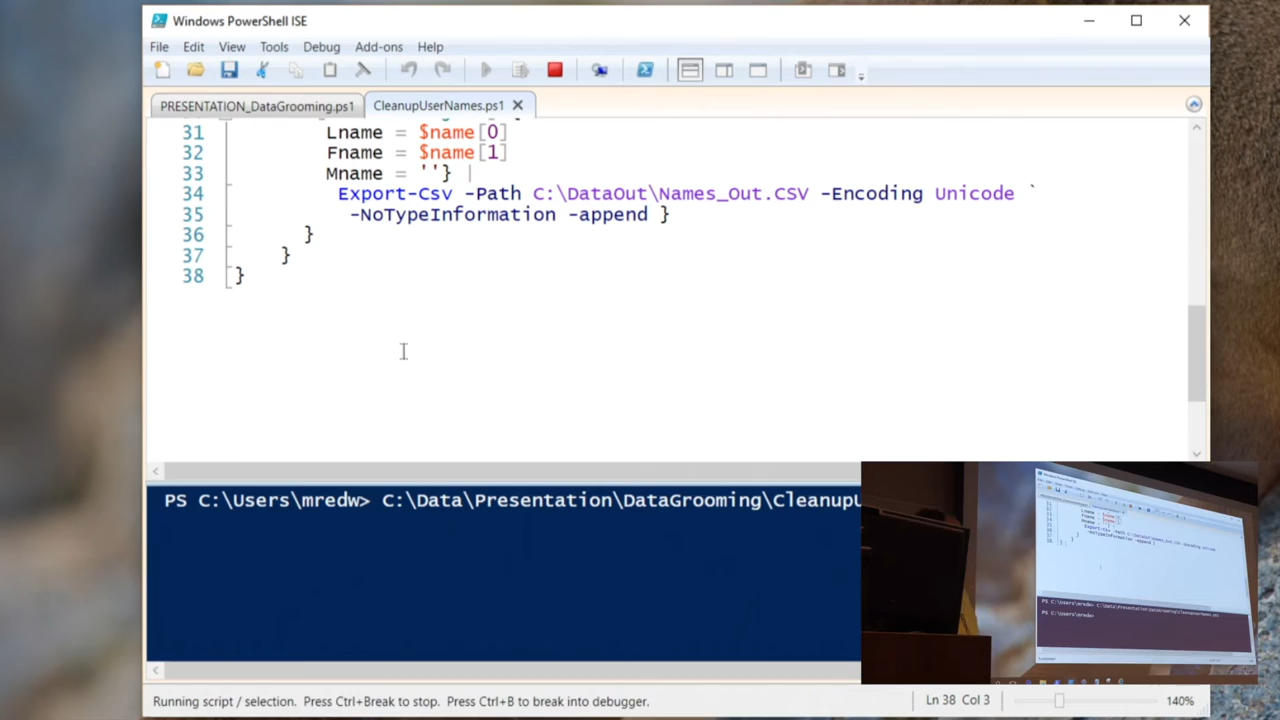 Windows PowerShell ISE
File Edit View Tools Debug Add-ons Help
PRESENTATION_DataGrooming.ps1 CleanupUserNames.ps1
31 Lname = $name[0]
32 Fname = $name[1]
33 Mname = ''} |
34 Export-Csv -Path C:\DataOut\Names_Out.CSV -Encoding Unicode `
35 -NoTypeInformation -append }
36 }
37 }
38 }
PS C:\Users\mredw> C:\Data\Presentation\DataGrooming\CleanupU
Running script / selection. Press Ctrl+Break to stop. Press Ctrl+B to break into debugger. Ln 38 Col 3 140%